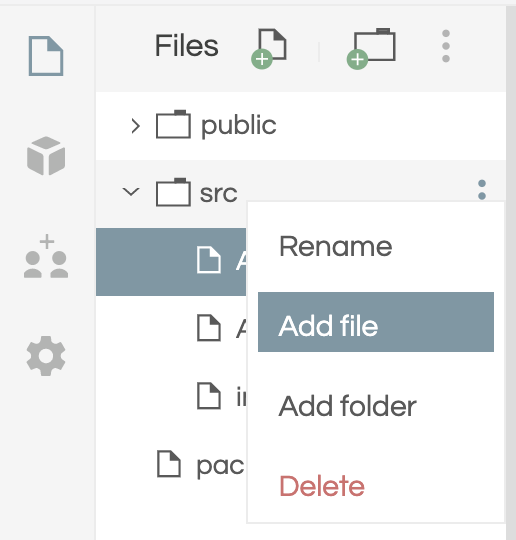 Files
public
src
Rename
Add file
Add folder
Delete